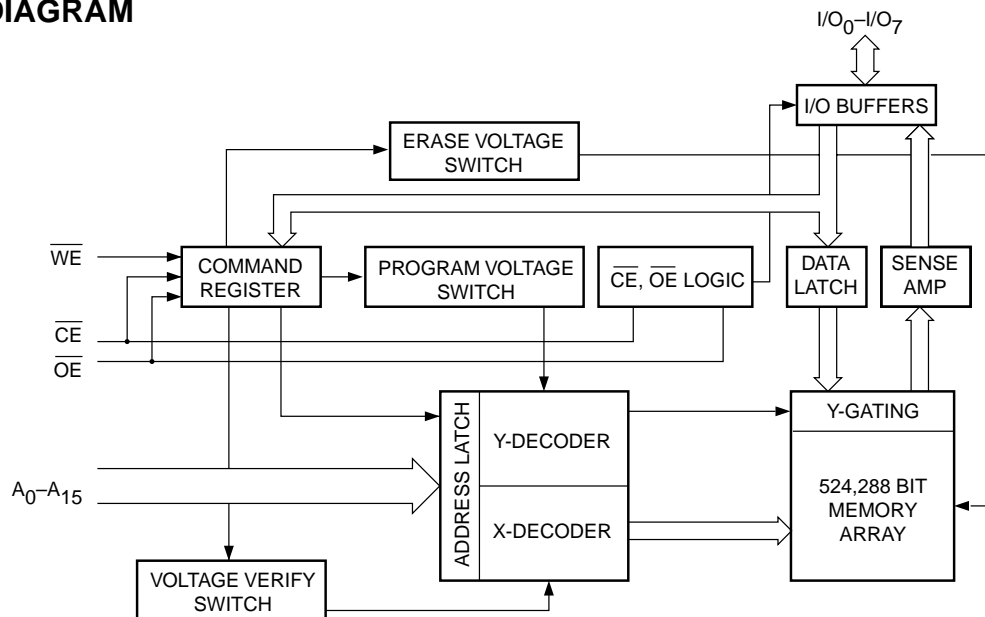 DIAGRAM
I/O0–I/O7
I/O BUFFERS
ERASE VOLTAGE
SWITCH
WE
COMMAND
REGISTER
PROGRAM VOLTAGE
SWITCH
CE, OE LOGIC
DATA
LATCH
SENSE
AMP
CE
OE
ADDRESS LATCH
Y-DECODER
Y-GATING
A0–A15
X-DECODER
524,288 BIT
MEMORY
ARRAY
VOLTAGE VERIFY
SWITCH